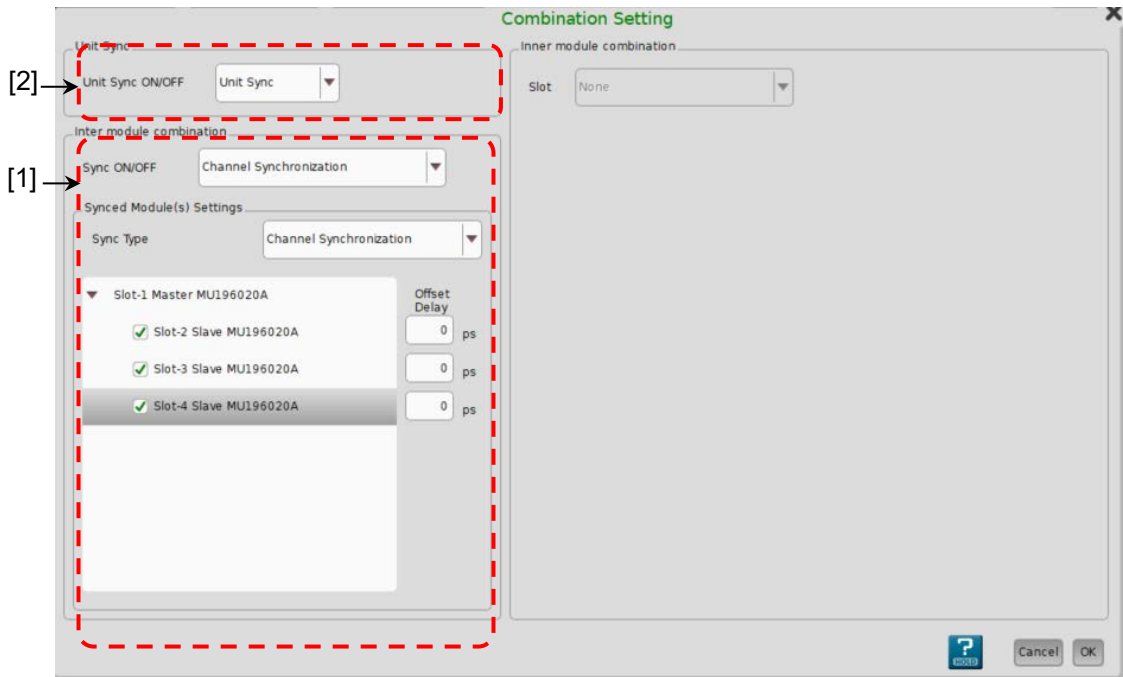 Combination Setting
Unit Sync
[2]
Unit Sync ON/OFF
Unit Sync
Inter module combination
[1]
Sync ON/OFF
Channel Synchronization
Synced Module(s) Settings
Sync Type
Channel Synchronization
Slot-1 Master MU196020A
Offset
Delay
Slot-2 Slave MU196020A
0 ps
Slot-3 Slave MU196020A
0 ps
Slot-4 Slave MU196020A
0 ps
Inner module combination
Slot
None
?
HOLD
Cancel
OK